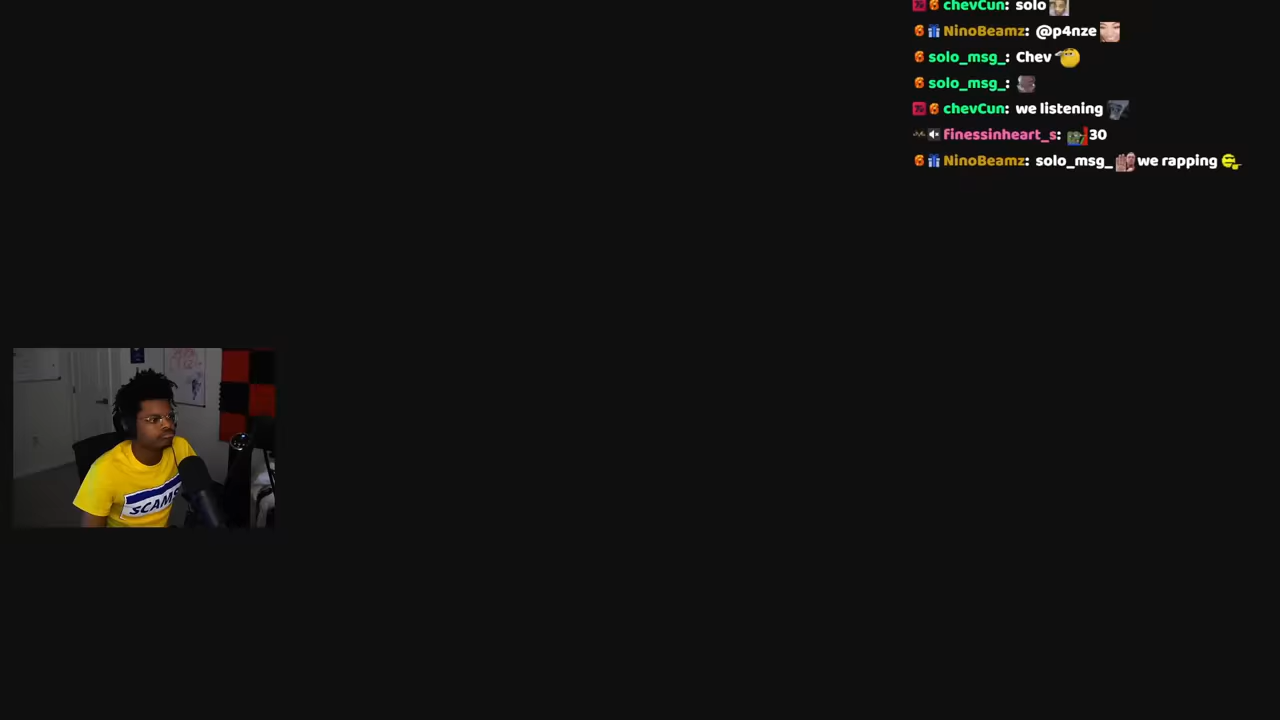 chevCun: solo
NinoBeamz: @p4nze
solo_msg_: Chev
solo_msg_:
chevCun: we listening
finessinheart_s: 30
NinoBeamz: solo_msg_ we rapping
SCAMS